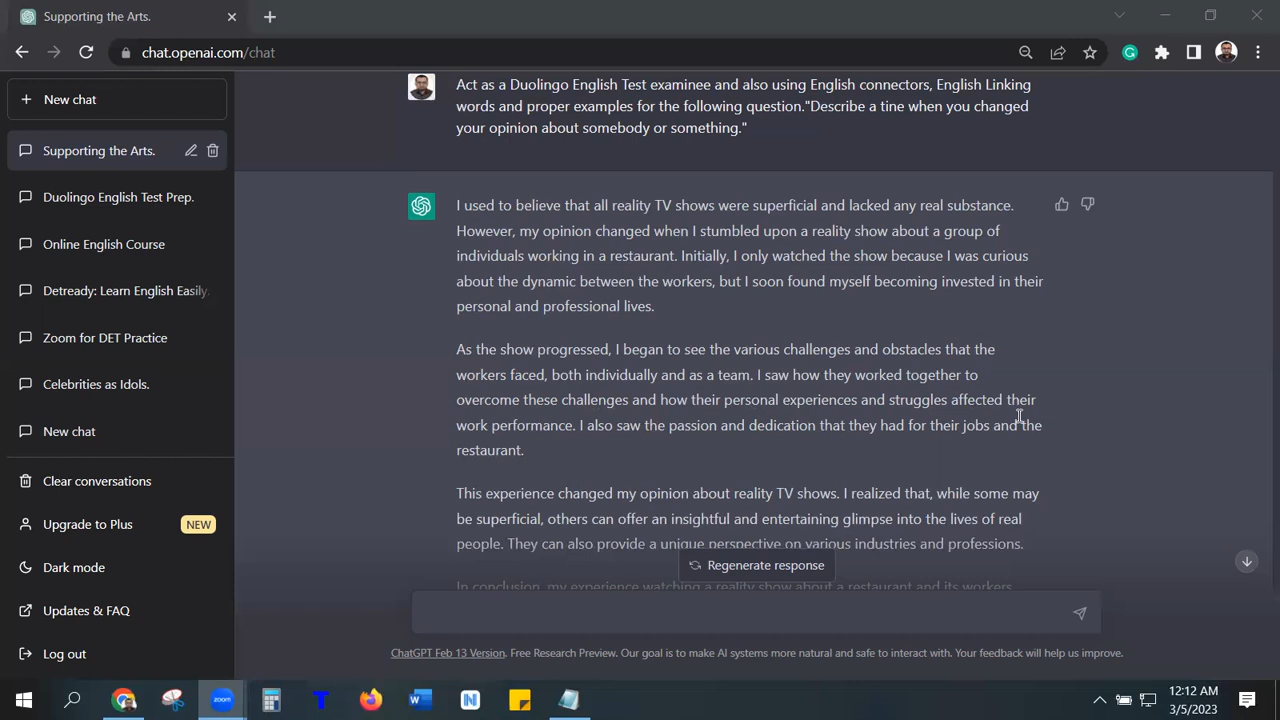 Supporting the Arts.
chat.openai.com/chat
New chat
Supporting the Arts.
Duolingo English Test Prep.
Online English Course
Detready: Learn English Easily.
Zoom for DET Practice
Celebrities as Idols.
New chat
Clear conversations
Upgrade to Plus NEW
Dark mode
Updates & FAQ
Log out
Act as a Duolingo English Test examinee and also using English connectors, English Linking
words and proper examples for the following question."Describe a tine when you changed
your opinion about somebody or something."
I used to believe that all reality TV shows were superficial and lacked any real substance.
However, my opinion changed when I stumbled upon a reality show about a group of
individuals working in a restaurant. Initially, I only watched the show because I was curious
about the dynamic between the workers, but I soon found myself becoming invested in their
personal and professional lives.
As the show progressed, I began to see the various challenges and obstacles that the
workers faced, both individually and as a team. I saw how they worked together to
overcome these challenges and how their personal experiences and struggles affected their
work performance. I also saw the passion and dedication that they had for their jobs and the
restaurant.
This experience changed my opinion about reality TV shows. I realized that, while some may
be superficial, others can offer an insightful and entertaining glimpse into the lives of real
people. They can also provide a unique perspective on various industries and professions.
Regenerate response
In conclusion, my experience watching a reality show about a restaurant and its workers
ChatGPT Feb 13 Version. Free Research Preview. Our goal is to make AI systems more natural and safe to interact with. Your feedback will help us improve.
zoom
T
W
N
12:12 AM
3/5/2023